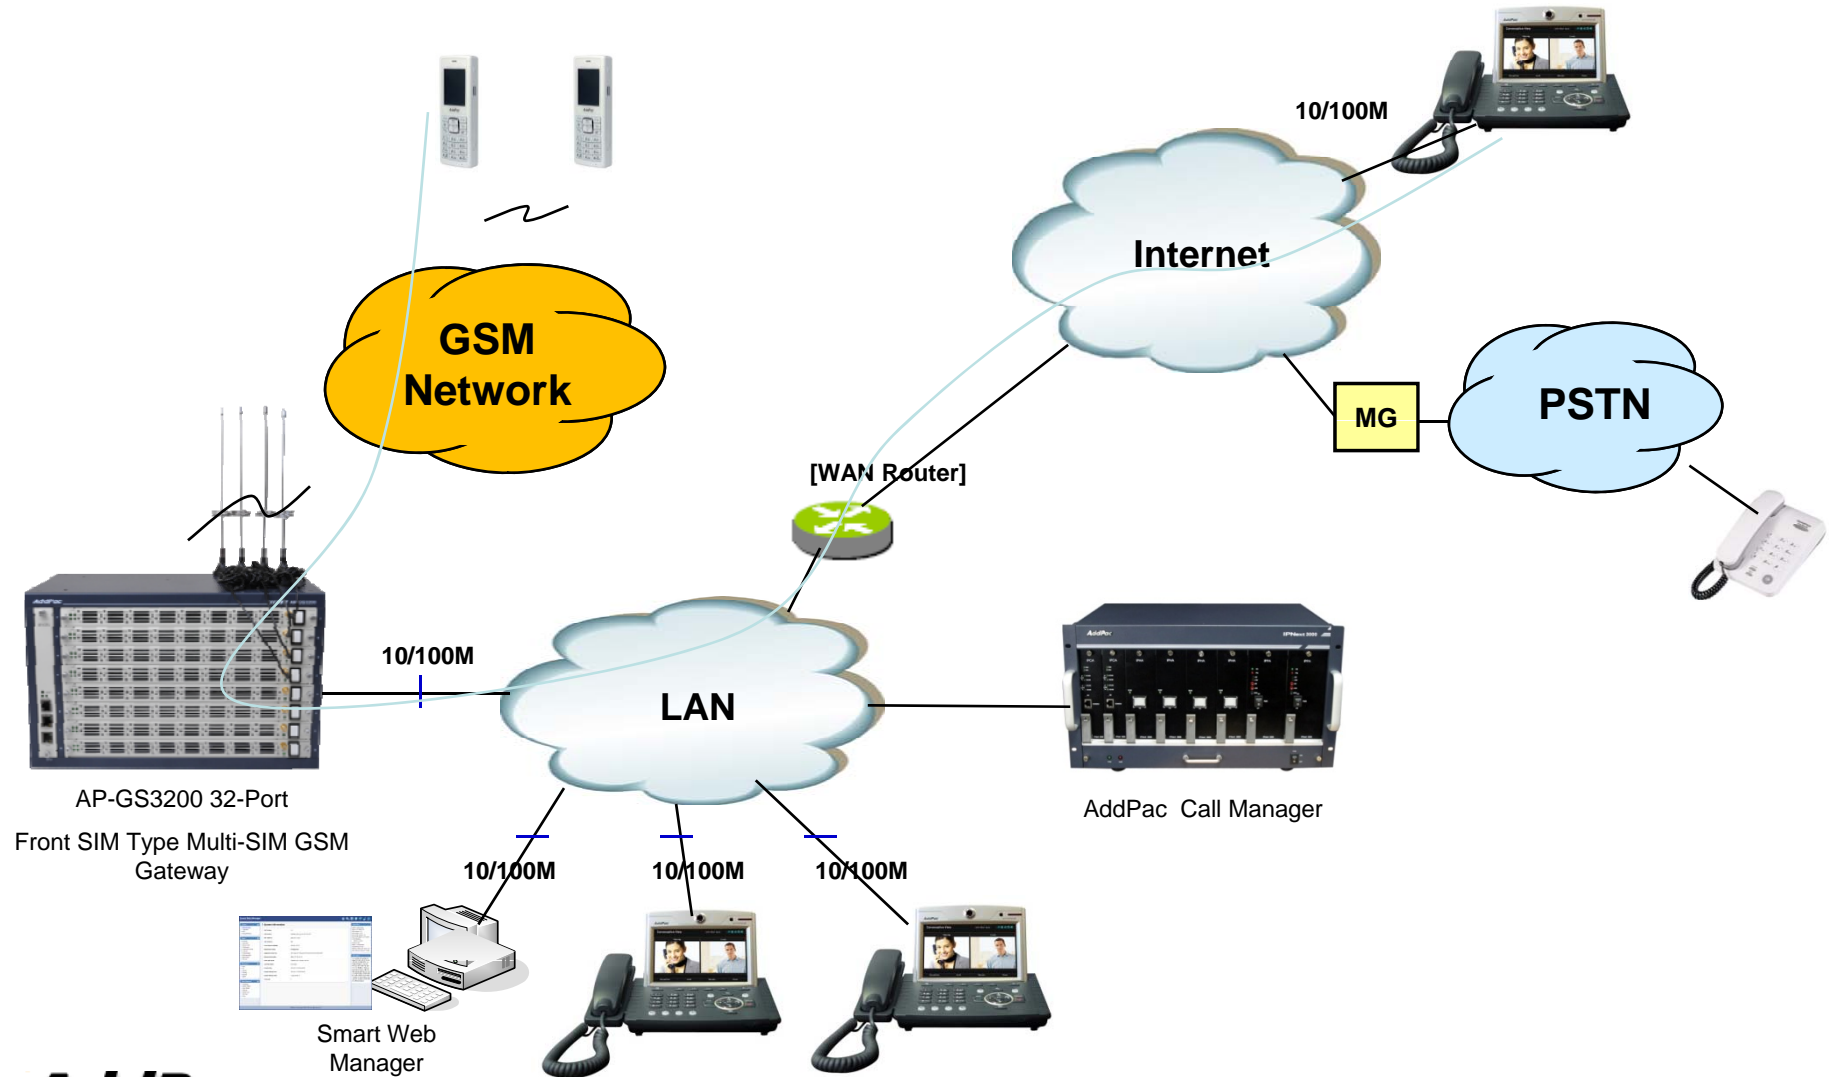 10/100M
Internet
GSM
Network
MG
PSTN
[WAN Router]
10/100M
LAN
AddPac
AP-GS3200 32-Port
Front SIM Type Multi-SIM GSM
Gateway
AddPac Call Manager
10/100M
10/100M
10/100M
Smart Web
Manager